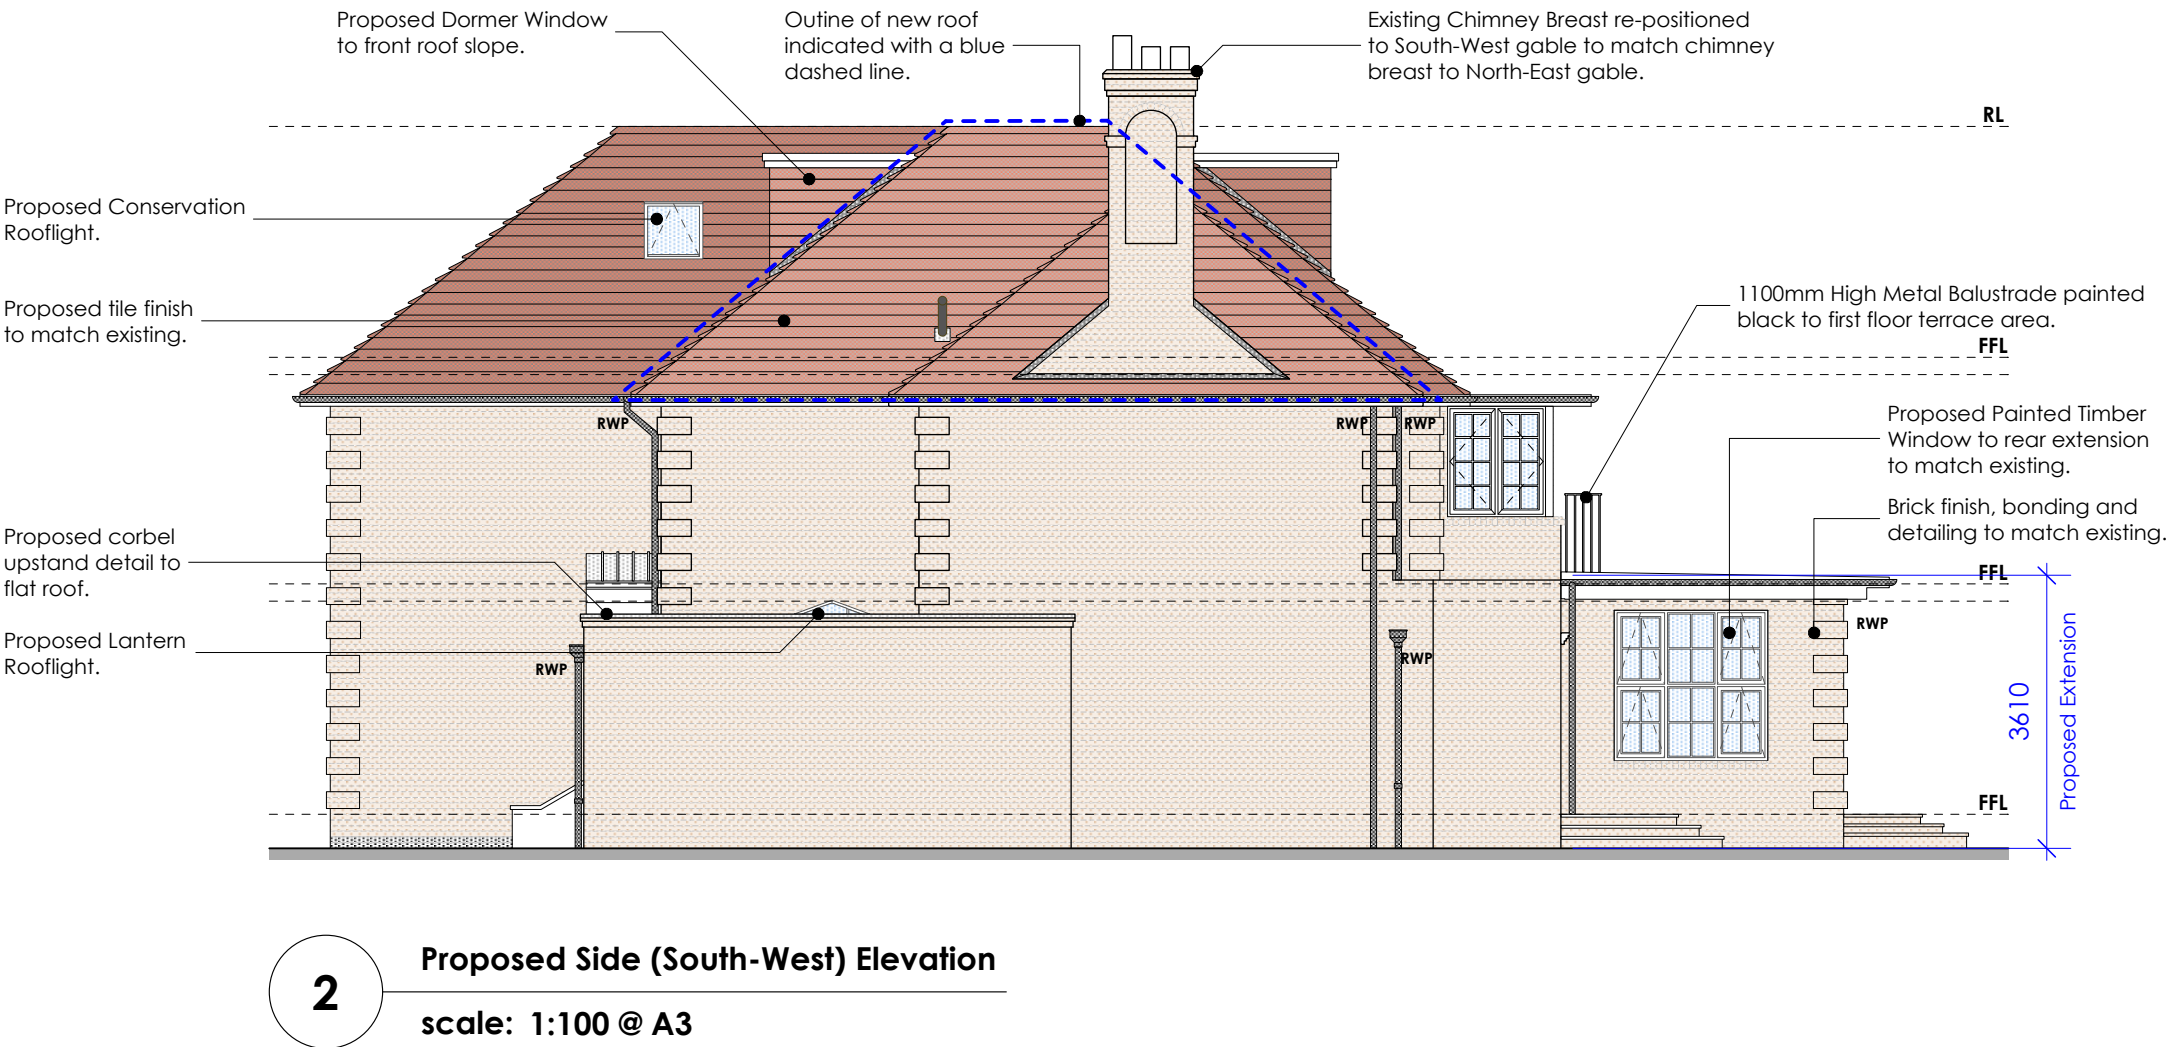 Proposed Dormer Window
to front roof slope.
Outine of new roof
indicated with a blue
dashed line.
Existing Chimney Breast re-positioned
to South-West gable to match chimney
breast to North-East gable.
RL
Proposed Conservation
Rooflight.
Proposed tile finish
to match existing.
1100mm High Metal Balustrade painted
black to first floor terrace area.
FFL
RWP
RWP
RWP
Proposed Painted Timber
Window to rear extension
to match existing.
Brick finish, bonding and
detailing to match existing.
Proposed corbel
upstand detail to
flat roof.
FFL
RWP
Proposed Lantern
Rooflight.
RWP
RWP
3610
Proposed Extension
FFL
2
Proposed Side (South-West) Elevation
scale: 1:100 @ A3